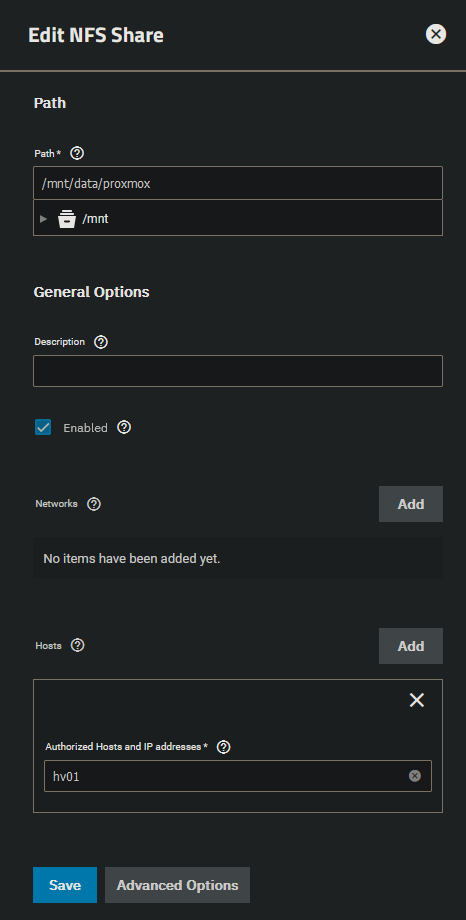 Edit NFS Share
Path
Path *
/mnt/data/proxmox
/mnt
General Options
Description
Enabled
Networks
Add
No items have been added yet.
Hosts
Add
Authorized Hosts and IP addresses *
hv01
Save
Advanced Options